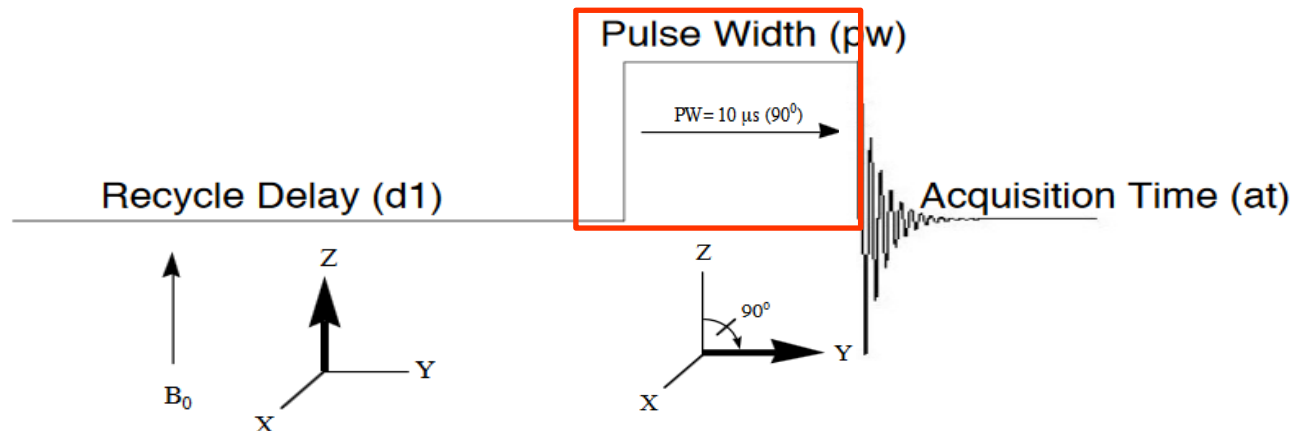 Pulse Width (pw)
PW= 10 μs (90⁰)
Recycle Delay (d1)
Acquisition Time (at)
B₀
Z
Y
X
Z
90⁰
Y
X